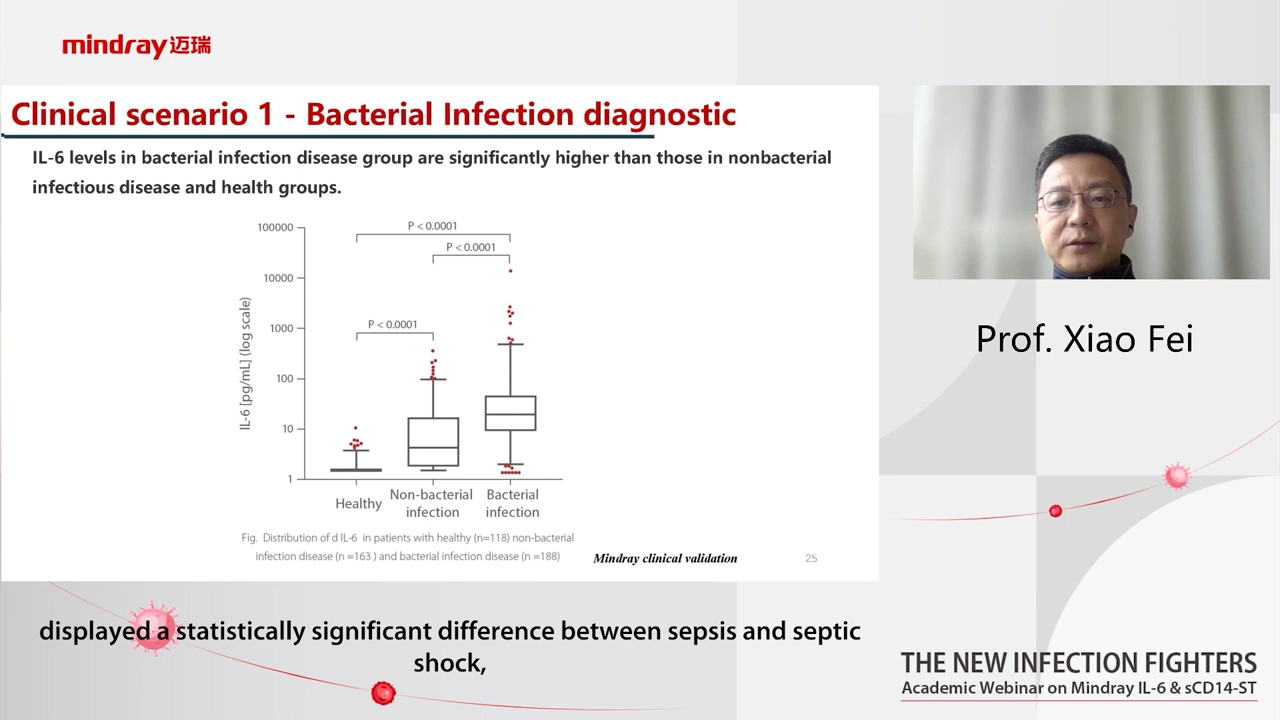 mindray迈瑞
Clinical scenario 1 - Bacterial Infection diagnostic
IL-6 levels in bacterial infection disease group are significantly higher than those in nonbacterial
infectious disease and health groups.
P < 0.0001
P < 0.0001
P < 0.0001
IL-6 [pg/mL] (log scale)
100000
10000
1000
100
10
1
Healthy
Non-bacterial
infection
Bacterial
infection
Fig. Distribution of d IL-6 in patients with healthy (n=118) non-bacterial
infection disease (n =163 ) and bacterial infection disease (n =188)
Mindray clinical validation
25
Prof. Xiao Fei
displayed a statistically significant difference between sepsis and septic
shock,
THE NEW INFECTION FIGHTERS
Academic Webinar on Mindray IL-6 & sCD14-ST